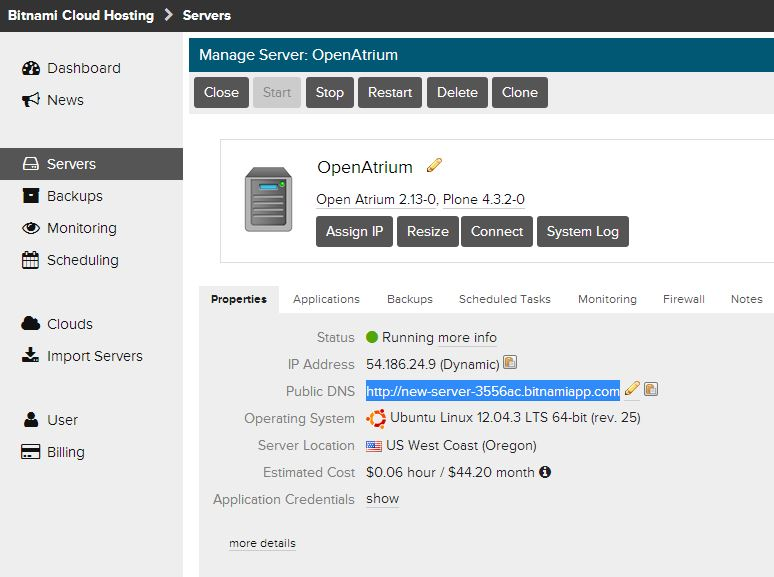 Bitnami Cloud Hosting > Servers
Dashboard
News
Servers
Backups
Monitoring
Scheduling
Clouds
Import Servers
User
Billing
Manage Server: OpenAtrium
Close Start Stop Restart Delete Clone
OpenAtrium
Open Atrium 2.13-0, Plone 4.3.2-0
Assign IP Resize Connect System Log
Properties Applications Backups Scheduled Tasks Monitoring Firewall Notes
Status Running more info
IP Address 54.186.24.9 (Dynamic)
Public DNS http://new-server-3556ac.bitnamiapp.com
Operating System Ubuntu Linux 12.04.3 LTS 64-bit (rev. 25)
Server Location US West Coast (Oregon)
Estimated Cost $0.06 hour / $44.20 month
Application Credentials show
more details